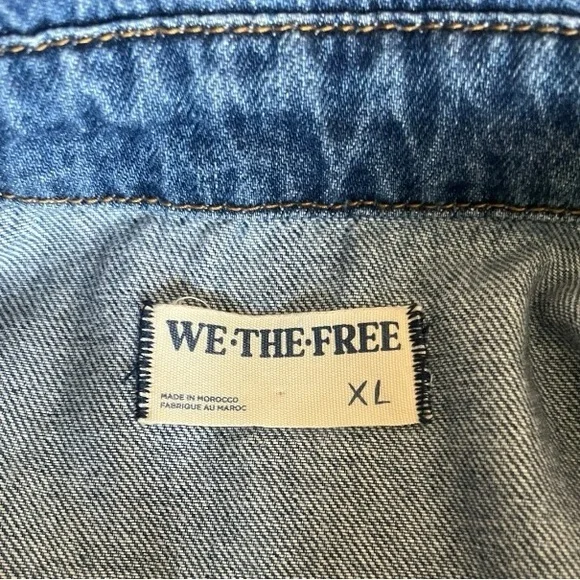 WE·THE·FREE
MADE IN MOROCCO
FABRIQUE AU MAROC
XL